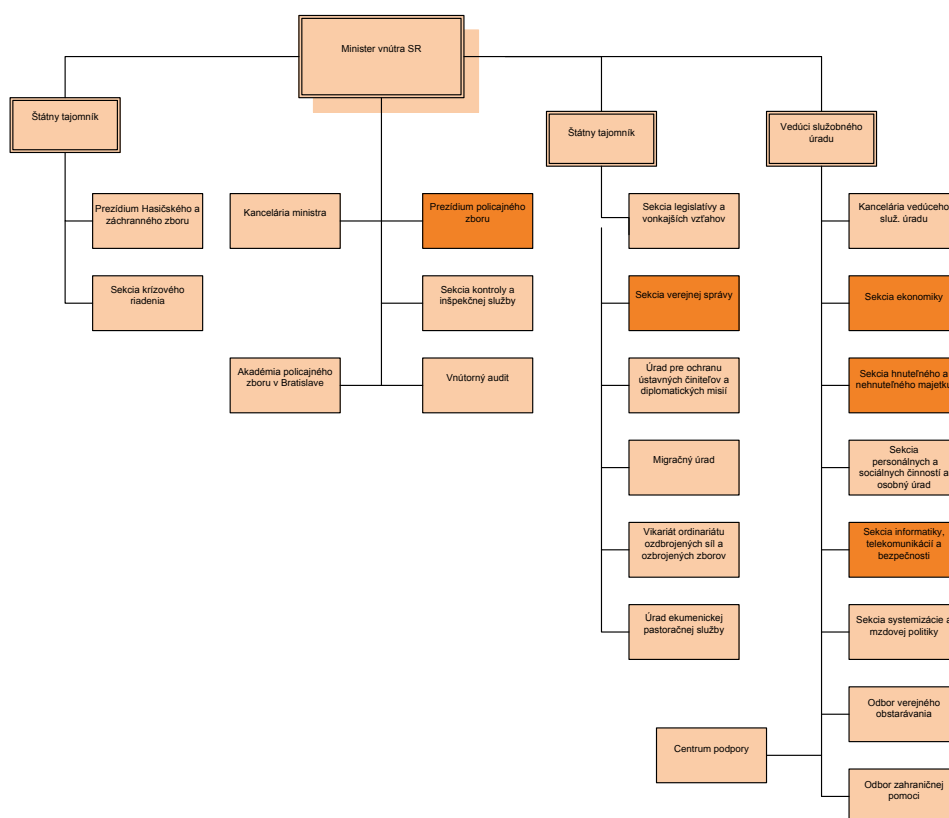 Minister vnútra SR
Štátny tajomník
Štátny tajomník
Vedúci služobného
úradu
Prezídium Hasičského a
záchranného zboru
Sekcia krízového
riadenia
Kancelária ministra
Prezídium policajného
zboru
Sekcia kontroly a
inšpekčnej služby
Akadémia policajného
zboru v Bratislave
Vnútorný audit
Sekcia legislatívy a
vonkajších vzťahov
Sekcia verejnej správy
Úrad pre ochranu
ústavných činiteľov a
diplomatických misií
Migračný úrad
Vikariát ordinariátu
ozdbrojených síl a
ozbrojených zborov
Úrad ekumenickej
pastoračnej služby
Kancelária vedúceho
služ. úradu
Sekcia ekonomiky
Sekcia hnuteľného a
nehnuteľného majetku
Sekcia
personálnych a
sociálnych činností a
osobný úrad
Sekcia informatiky,
telekomunikácií a
bezpečnosti
Sekcia systemizácie a
mzdovej politiky
Odbor verejného
obstarávania
Centrum podpory
Odbor zahraničnej
pomoci